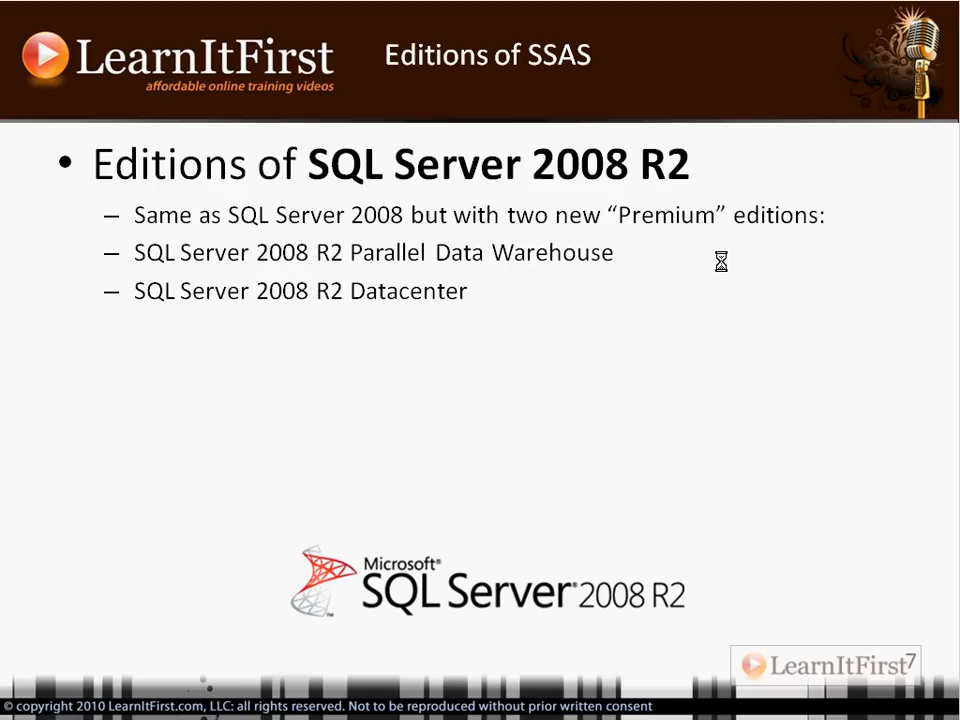 LearnItFirst
affordable online training videos
Editions of SSAS
• Editions of SQL Server 2008 R2
– Same as SQL Server 2008 but with two new “Premium” editions:
– SQL Server 2008 R2 Parallel Data Warehouse
– SQL Server 2008 R2 Datacenter
Microsoft®
SQL Server® 2008 R2
LearnItFirst
7
© copyright 2010 LearnItFirst.com, LLC: all rights reserved. Not to be reproduced without prior written consent